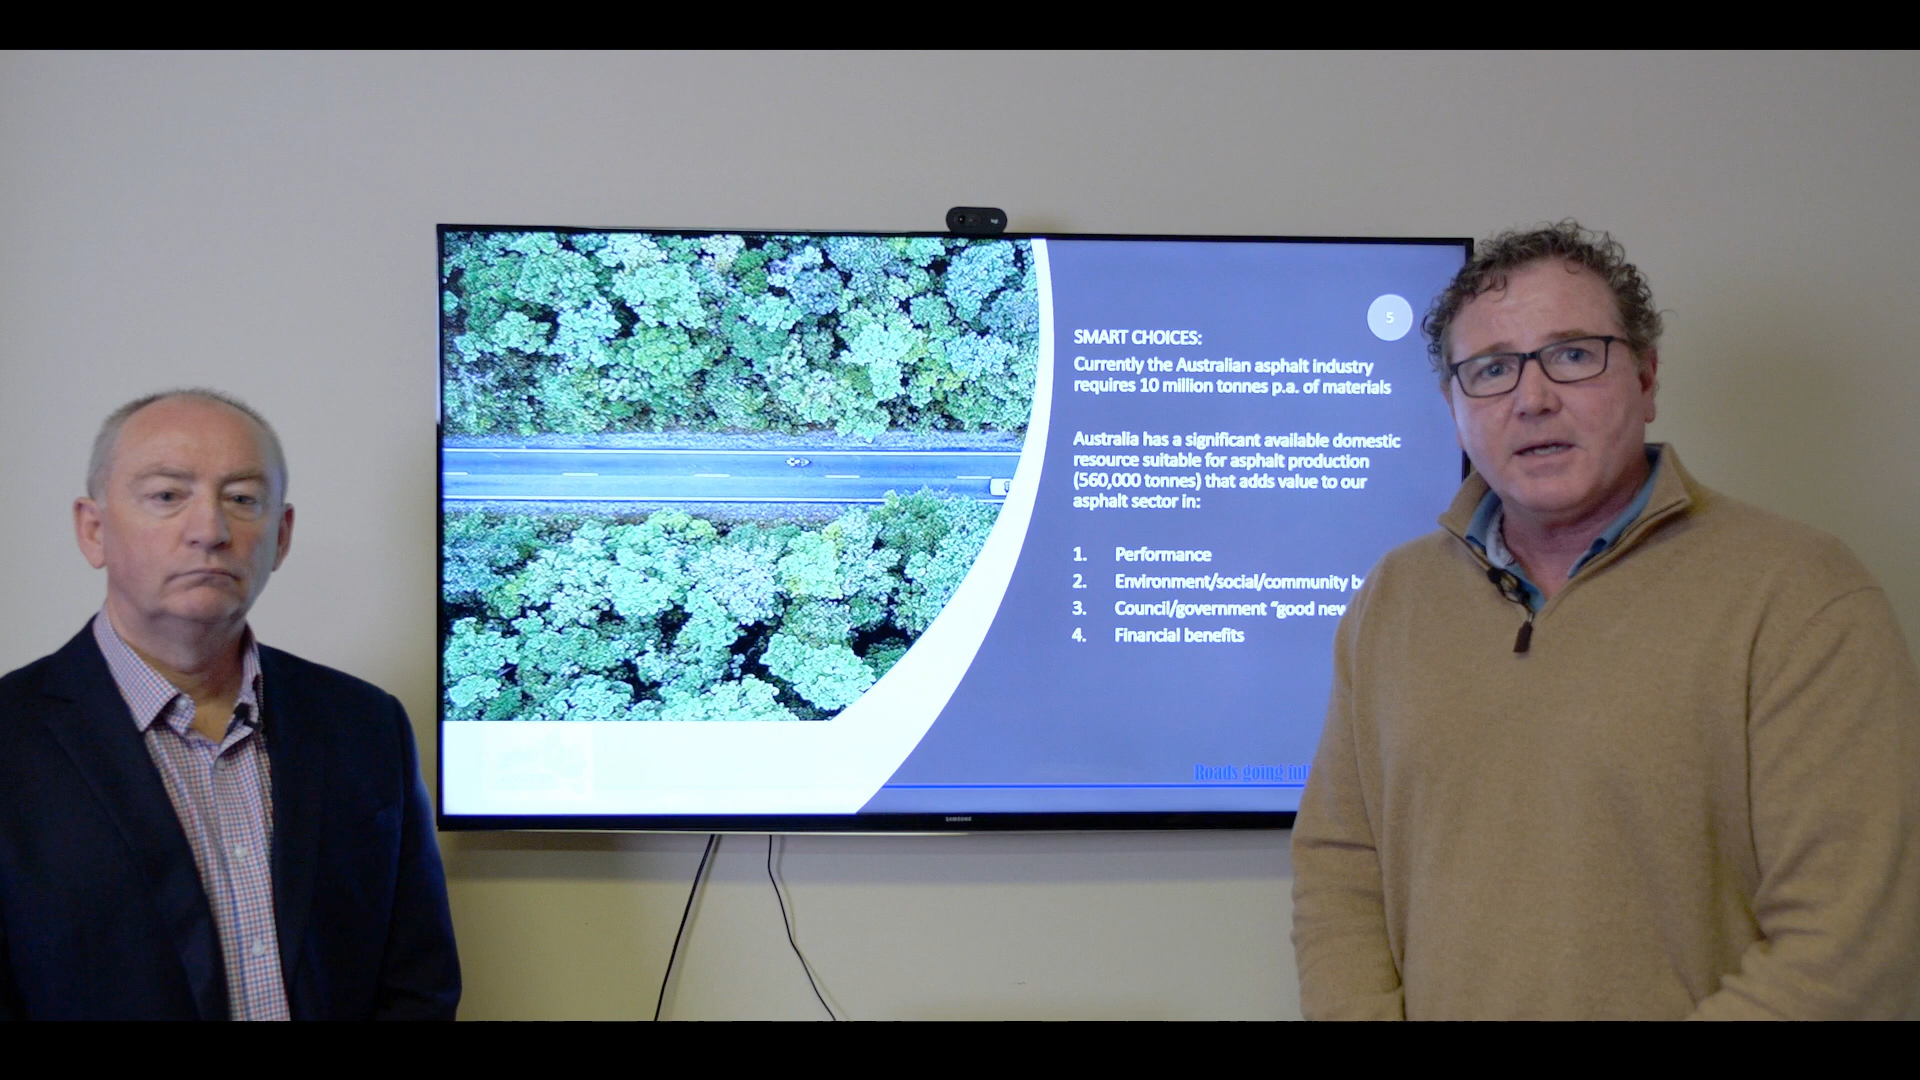 5
SMART CHOICES:
Currently the Australian asphalt industry
requires 10 million tonnes p.a. of materials
Australia has a significant available domestic
resource suitable for asphalt production
(560,000 tonnes) that adds value to our
asphalt sector in:
1. Performance
2. Environment/social/community
3. Council/government “good
4. Financial benefits
Roads going
SAMSUNG
logi